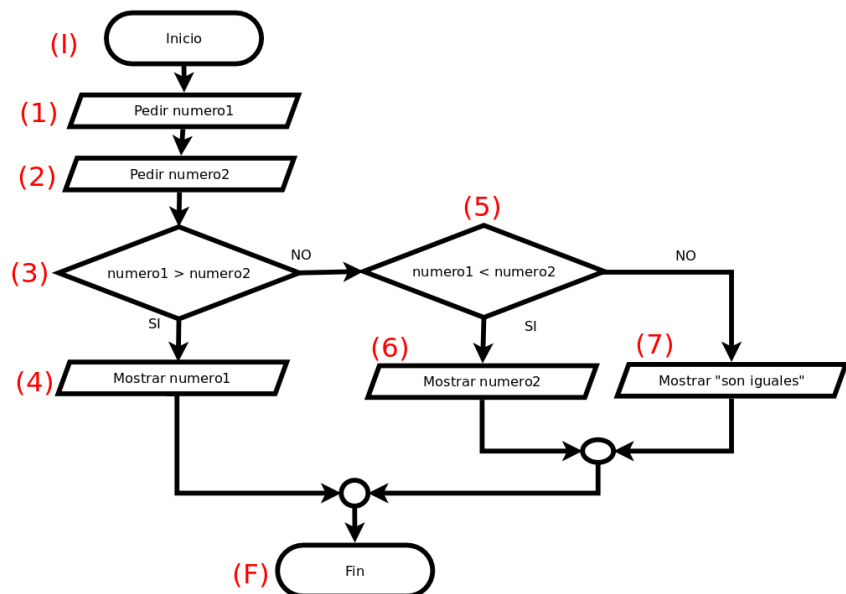 (I)
Inicio
(1)
Pedir numero1
(2)
Pedir numero2
(3)
numero1 > numero2
NO
SI
(5)
numero1 < numero2
NO
SI
(4)
Mostrar numero1
(6)
Mostrar numero2
(7)
Mostrar "son iguales"
(F)
Fin